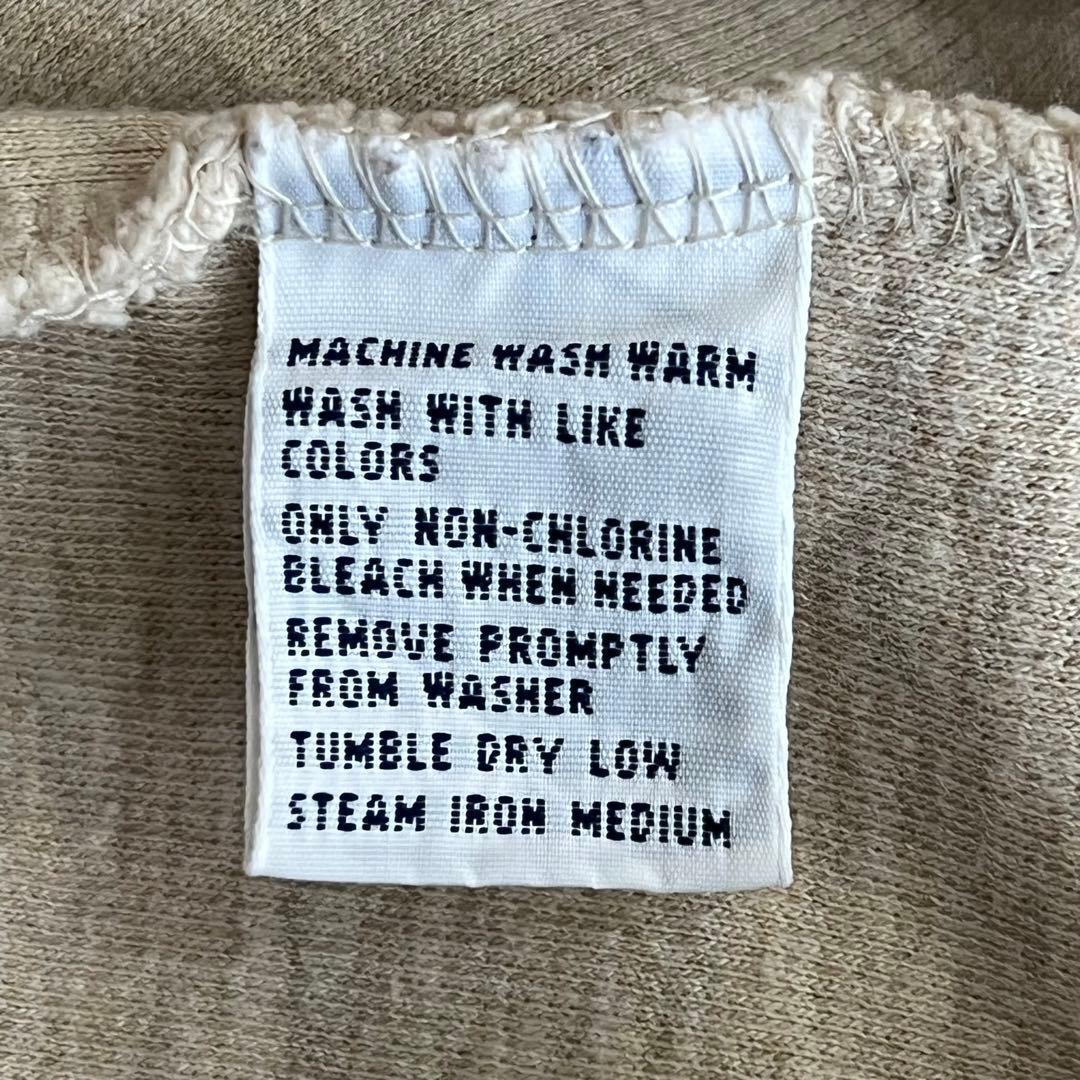 MACHINE WASH WARM
WASH WITH LIKE
COLORS
ONLY NON-CHLORINE
BLEACH WHEN NEEDED
REMOVE PROMPTLY
FROM WASHER
TUMBLE DRY LOW
STEAM IRON MEDIUM